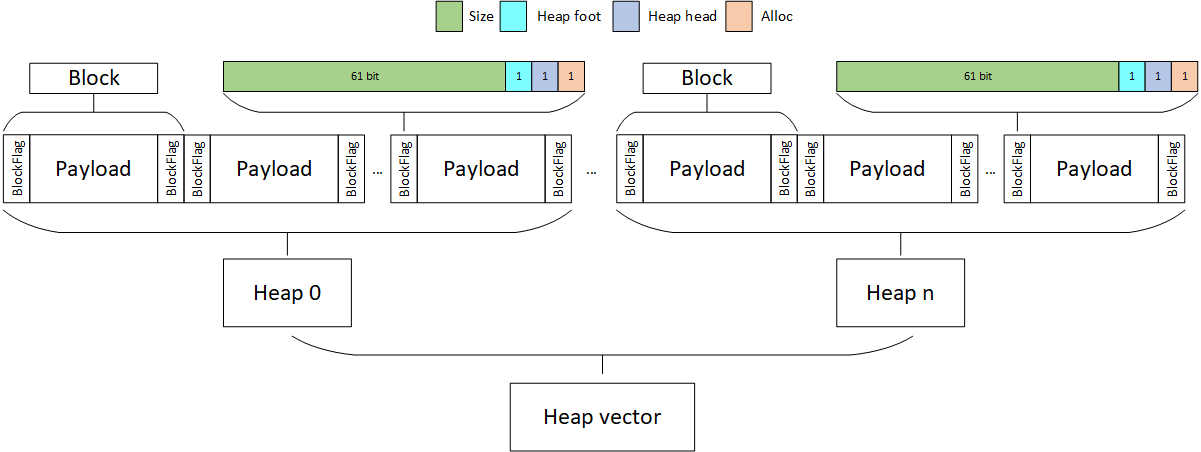 Size Heap foot Heap head Alloc
Block 61 bit 1 1 1 Block 61 bit 1 1 1
BlockFlag Payload BlockFlag BlockFlag Payload BlockFlag ... BlockFlag Payload BlockFlag ... BlockFlag Payload BlockFlag BlockFlag Payload BlockFlag ... BlockFlag Payload BlockFlag
Heap 0 Heap n
Heap vector